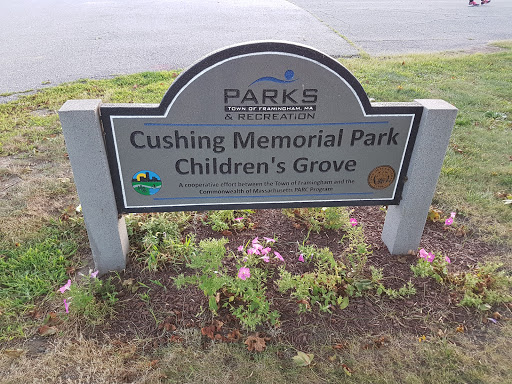 PARKS
TOWN OF FRAMINGHAM, MA
& RECREATION
Cushing Memorial Park
Children's Grove
A cooperative effort between the Town of Framingham and the
Commonwealth of Massachusetts PARC Program